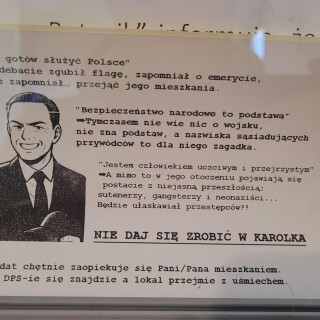 gotów służyć Polsce"
debacie zgubił flagę, zapomniał o emerycie,
e zapomniał... przejąć jego mieszkania.
"Bezpieczeństwo narodowe to podstawa"
➡Tymczasem nie wie nic o wojsku,
nie zna podstaw, a nazwiska sąsiadujących
przywódców to dla niego zagadka.
"Jestem człowiekiem uczciwym i przejrzystym"
➡A mimo to w jego otoczeniu pojawiają się
postacie z niejasną przeszłością:
sutenerzy, gangsterzy i neonaziści...
Będzie ułaskawiał przestępców?!
NIE DAJ SIĘ ZROBIĆ W KAROLKA
dat chętnie zaopiekuje się Pani/Pana mieszkaniem.
DPS-ie się znajdzie a lokal przejmie z uśmiechem.